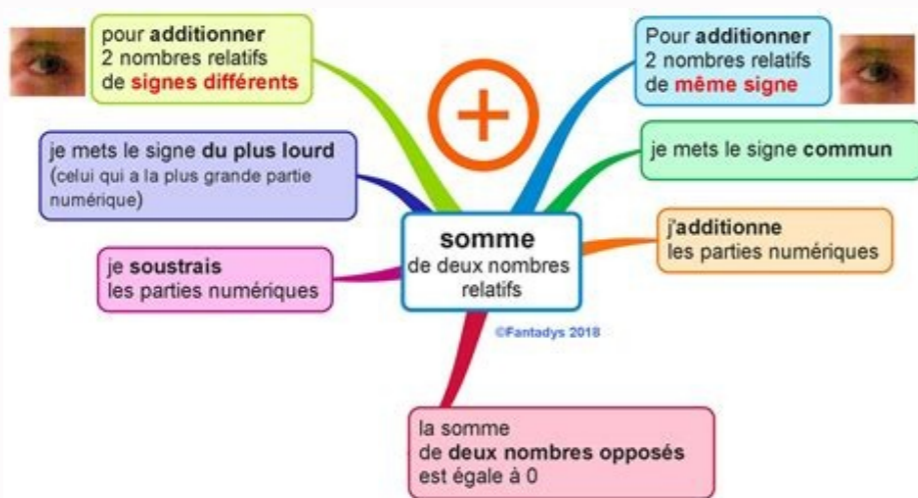 pour additionner
2 nombres relatifs
de signes différents
je mets le signe du plus lourd
(celui qui a la plus grande partie
numérique)
je soustrais
les parties numériques
Pour additionner
2 nombres relatifs
de même signe
je mets le signe commun
j'additionne
les parties numériques
somme
de deux nombres
relatifs
©Fantadys 2018
la somme
de deux nombres opposés
est égale à 0